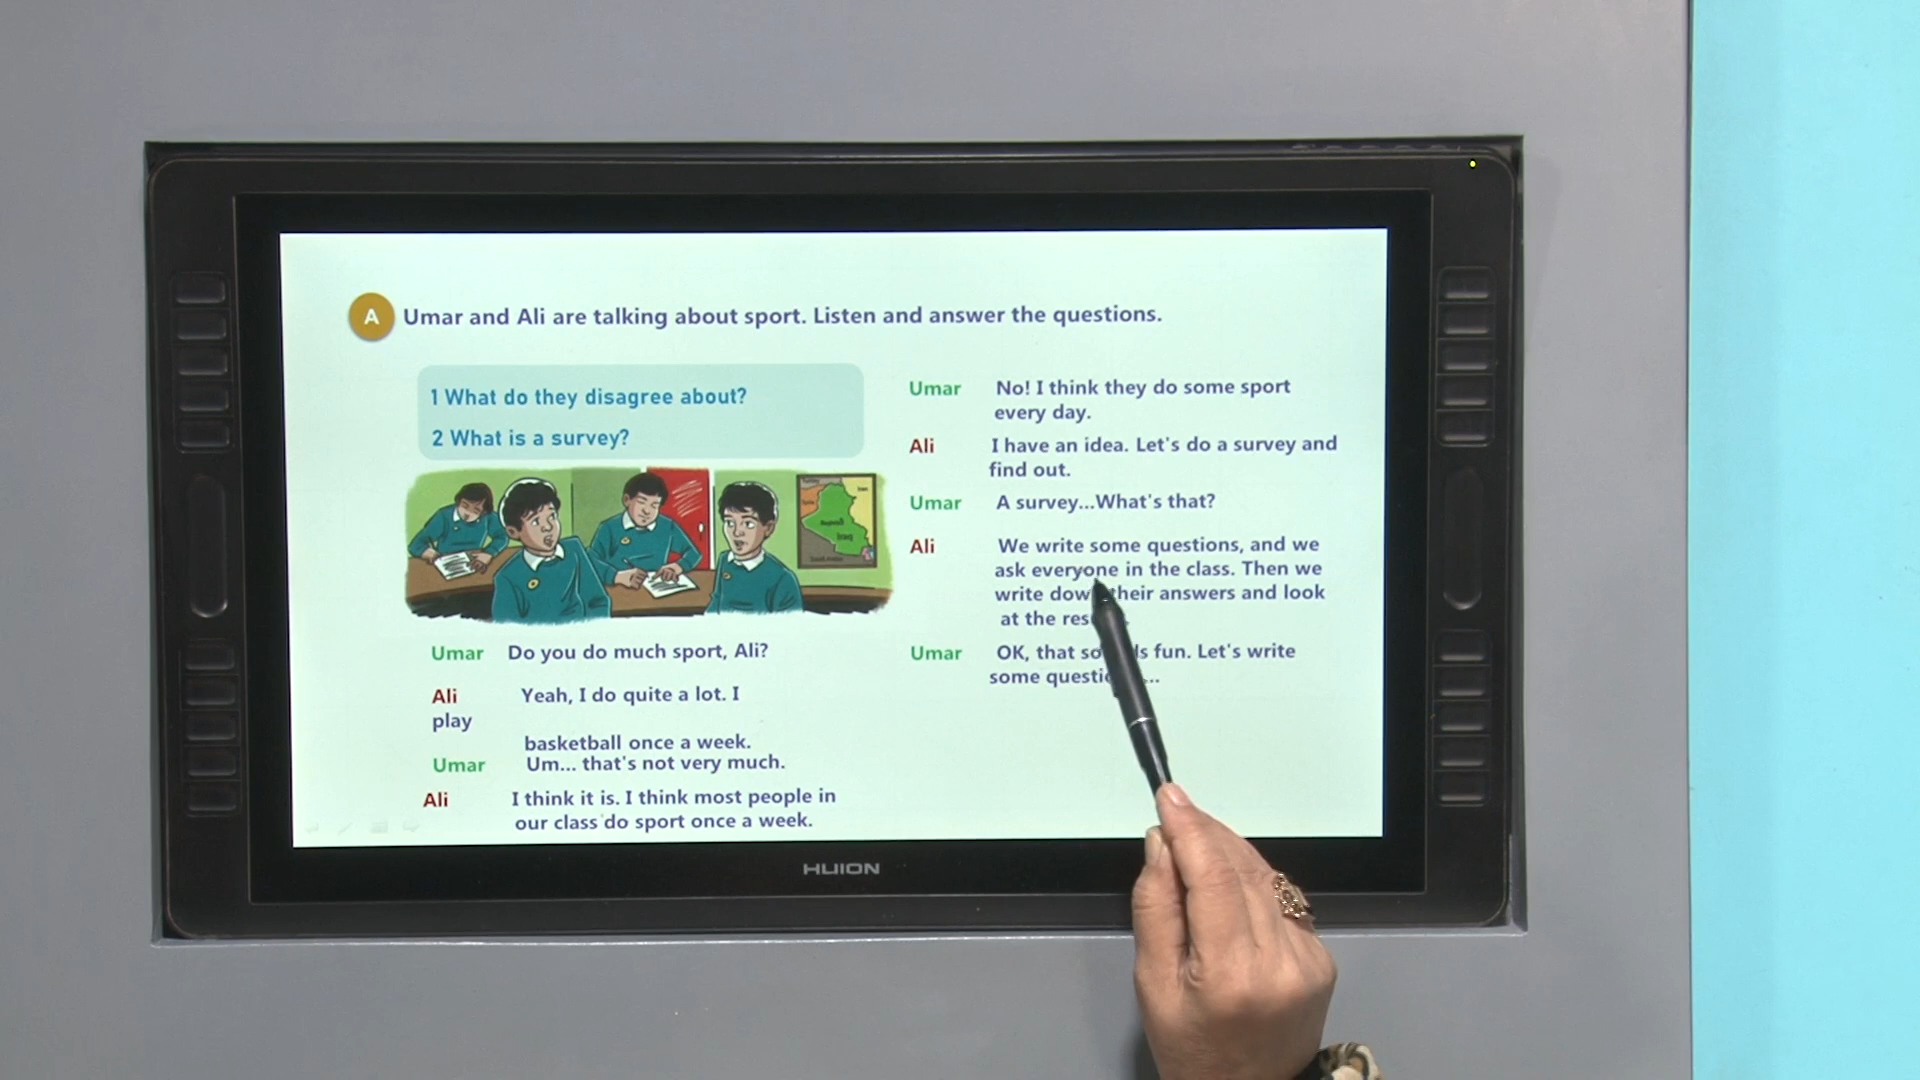 A Umar and Ali are talking about sport. Listen and answer the questions.
1 What do they disagree about?
2 What is a survey?
Iraq
Umar Do you do much sport, Ali?
Ali Yeah, I do quite a lot. I
play
basketball once a week.
Umar Um... that's not very much.
Ali I think it is. I think most people in
our class do sport once a week.
Umar No! I think they do some sport
every day.
Ali I have an idea. Let's do a survey and
find out.
Umar A survey...What's that?
Ali We write some questions, and we
ask everyone in the class. Then we
write down their answers and look
at the
Umar OK, that fun. Let's write
some
HUION